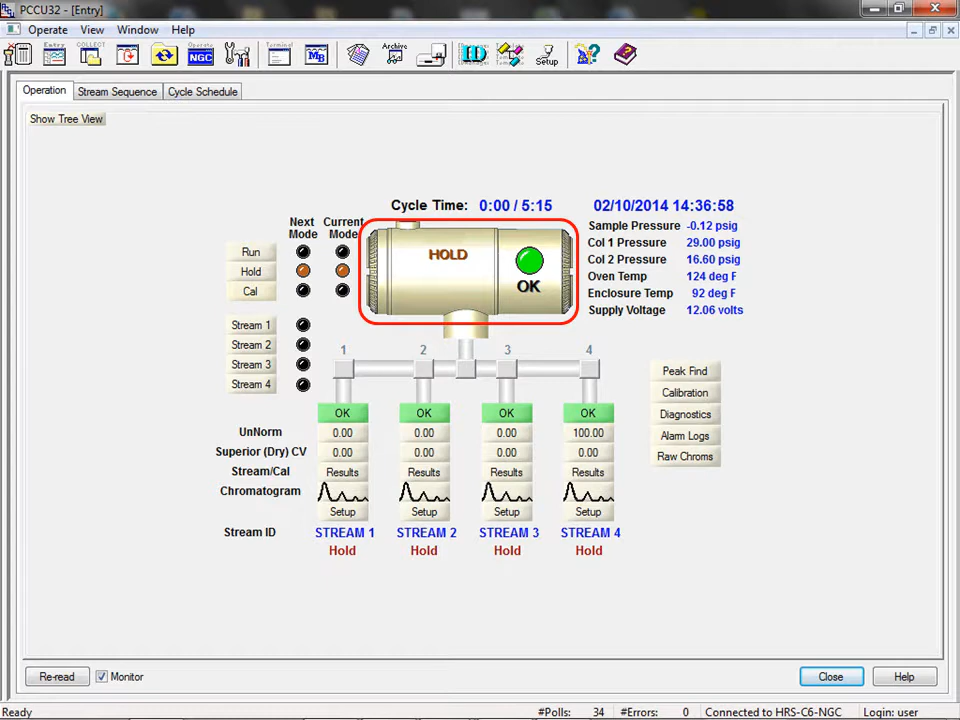 PCCU32 - [Entry]
Operate View Window Help
Entry COLLECT Operate NGC Terminal MB Archive ID Setup
Operation Stream Sequence Cycle Schedule
Show Tree View
Cycle Time: 0:00 / 5:15 02/10/2014 14:36:58
Next Mode Current Mode
Run
Hold
Cal
HOLD
OK
Sample Pressure -0.12 psig
Col 1 Pressure 29.00 psig
Col 2 Pressure 16.60 psig
Oven Temp 124 deg F
Enclosure Temp 92 deg F
Supply Voltage 12.06 volts
Stream 1
Stream 2
Stream 3
Stream 4
1 2 3 4
OK OK OK OK
UnNorm 0.00 0.00 0.00 100.00
Superior (Dry) CV 0.00 0.00 0.00 0.00
Stream/Cal Results Results Results Results
Chromatogram
Setup Setup Setup Setup
Stream ID STREAM 1 STREAM 2 STREAM 3 STREAM 4
Hold Hold Hold Hold
Peak Find
Calibration
Diagnostics
Alarm Logs
Raw Chroms
Re-read Monitor Close Help
Ready #Polls: 34 #Errors: 0 Connected to HRS-C6-NGC Login: user